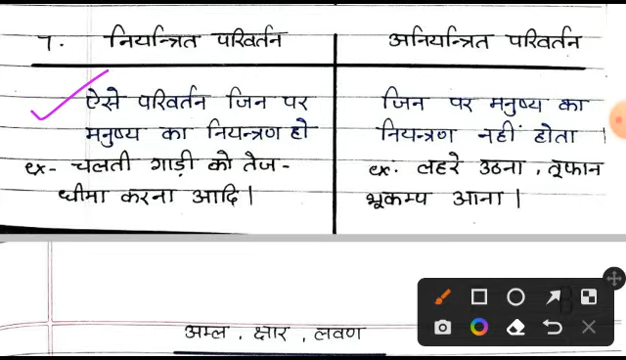 7. नियन्त्रित परिवर्तन अनियन्त्रित परिवर्तन
ऐसे परिवर्तन जिन पर जिन पर मनुष्य का
मनुष्य का नियन्त्रण हो नियन्त्रण नहीं होता ।
ex- चलती गाड़ी को तेज- ex: लहरे उठना , तूफान
धीमा करना आदि । भूकम्प आना ।
अम्ल , क्षार , लवण